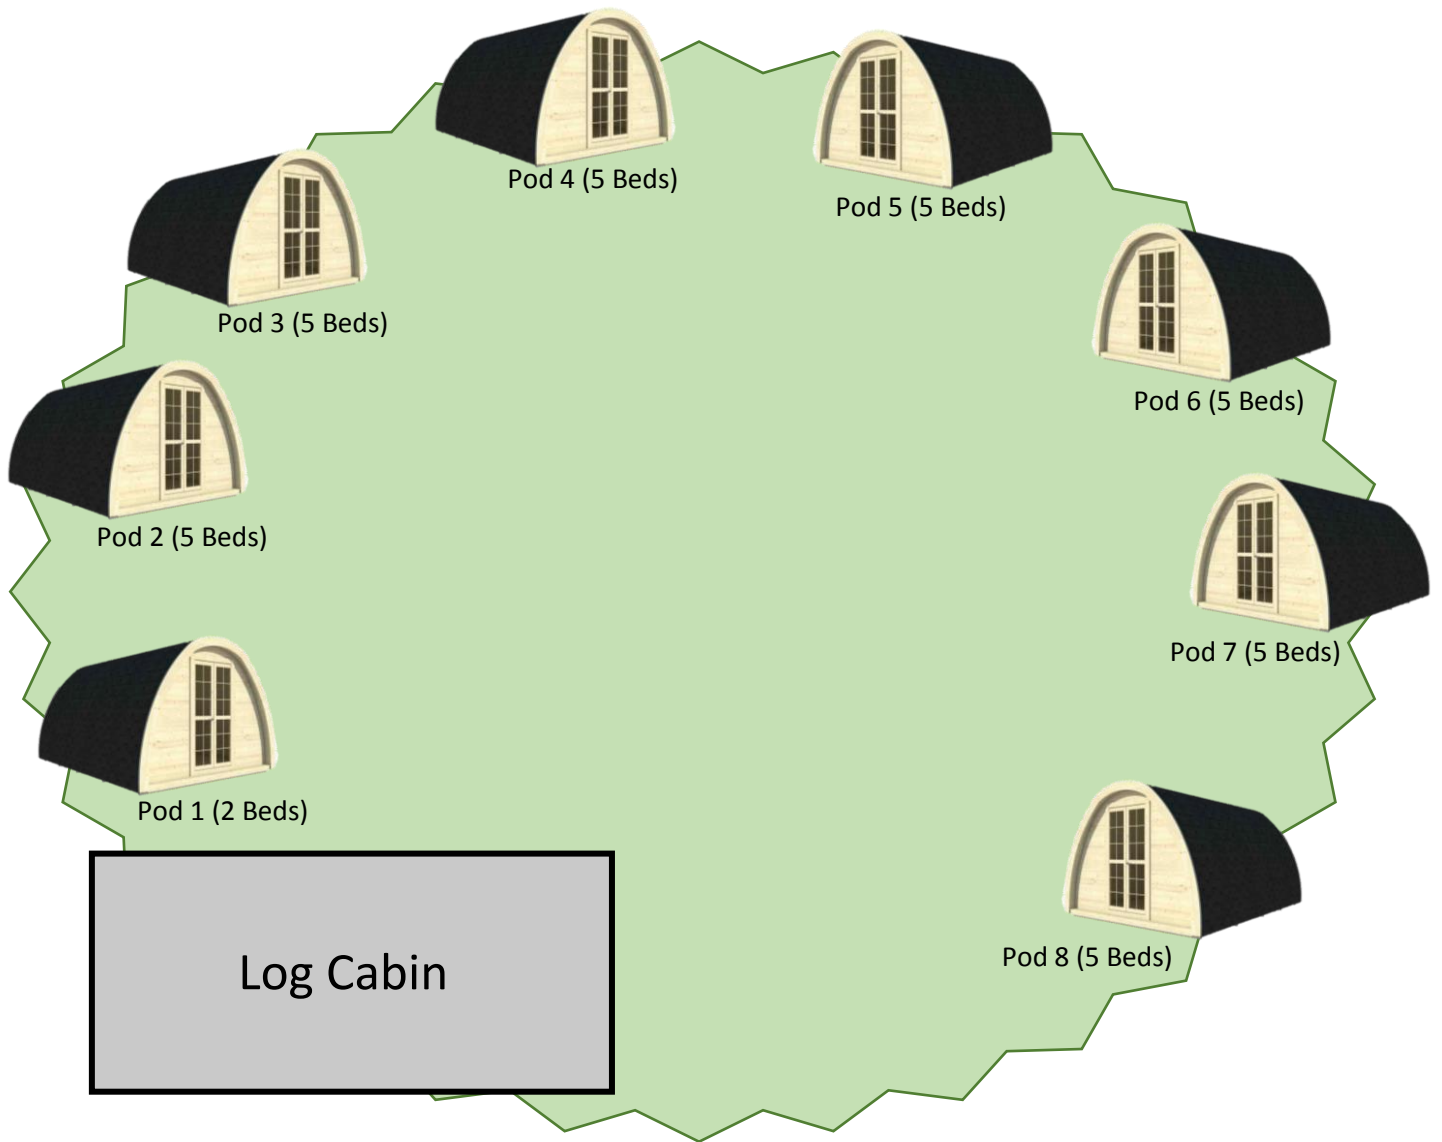 Pod 4 (5 Beds)
Pod 5 (5 Beds)
Pod 3 (5 Beds)
Pod 6 (5 Beds)
Pod 2 (5 Beds)
Pod 7 (5 Beds)
Pod 1 (2 Beds)
Pod 8 (5 Beds)
Log Cabin